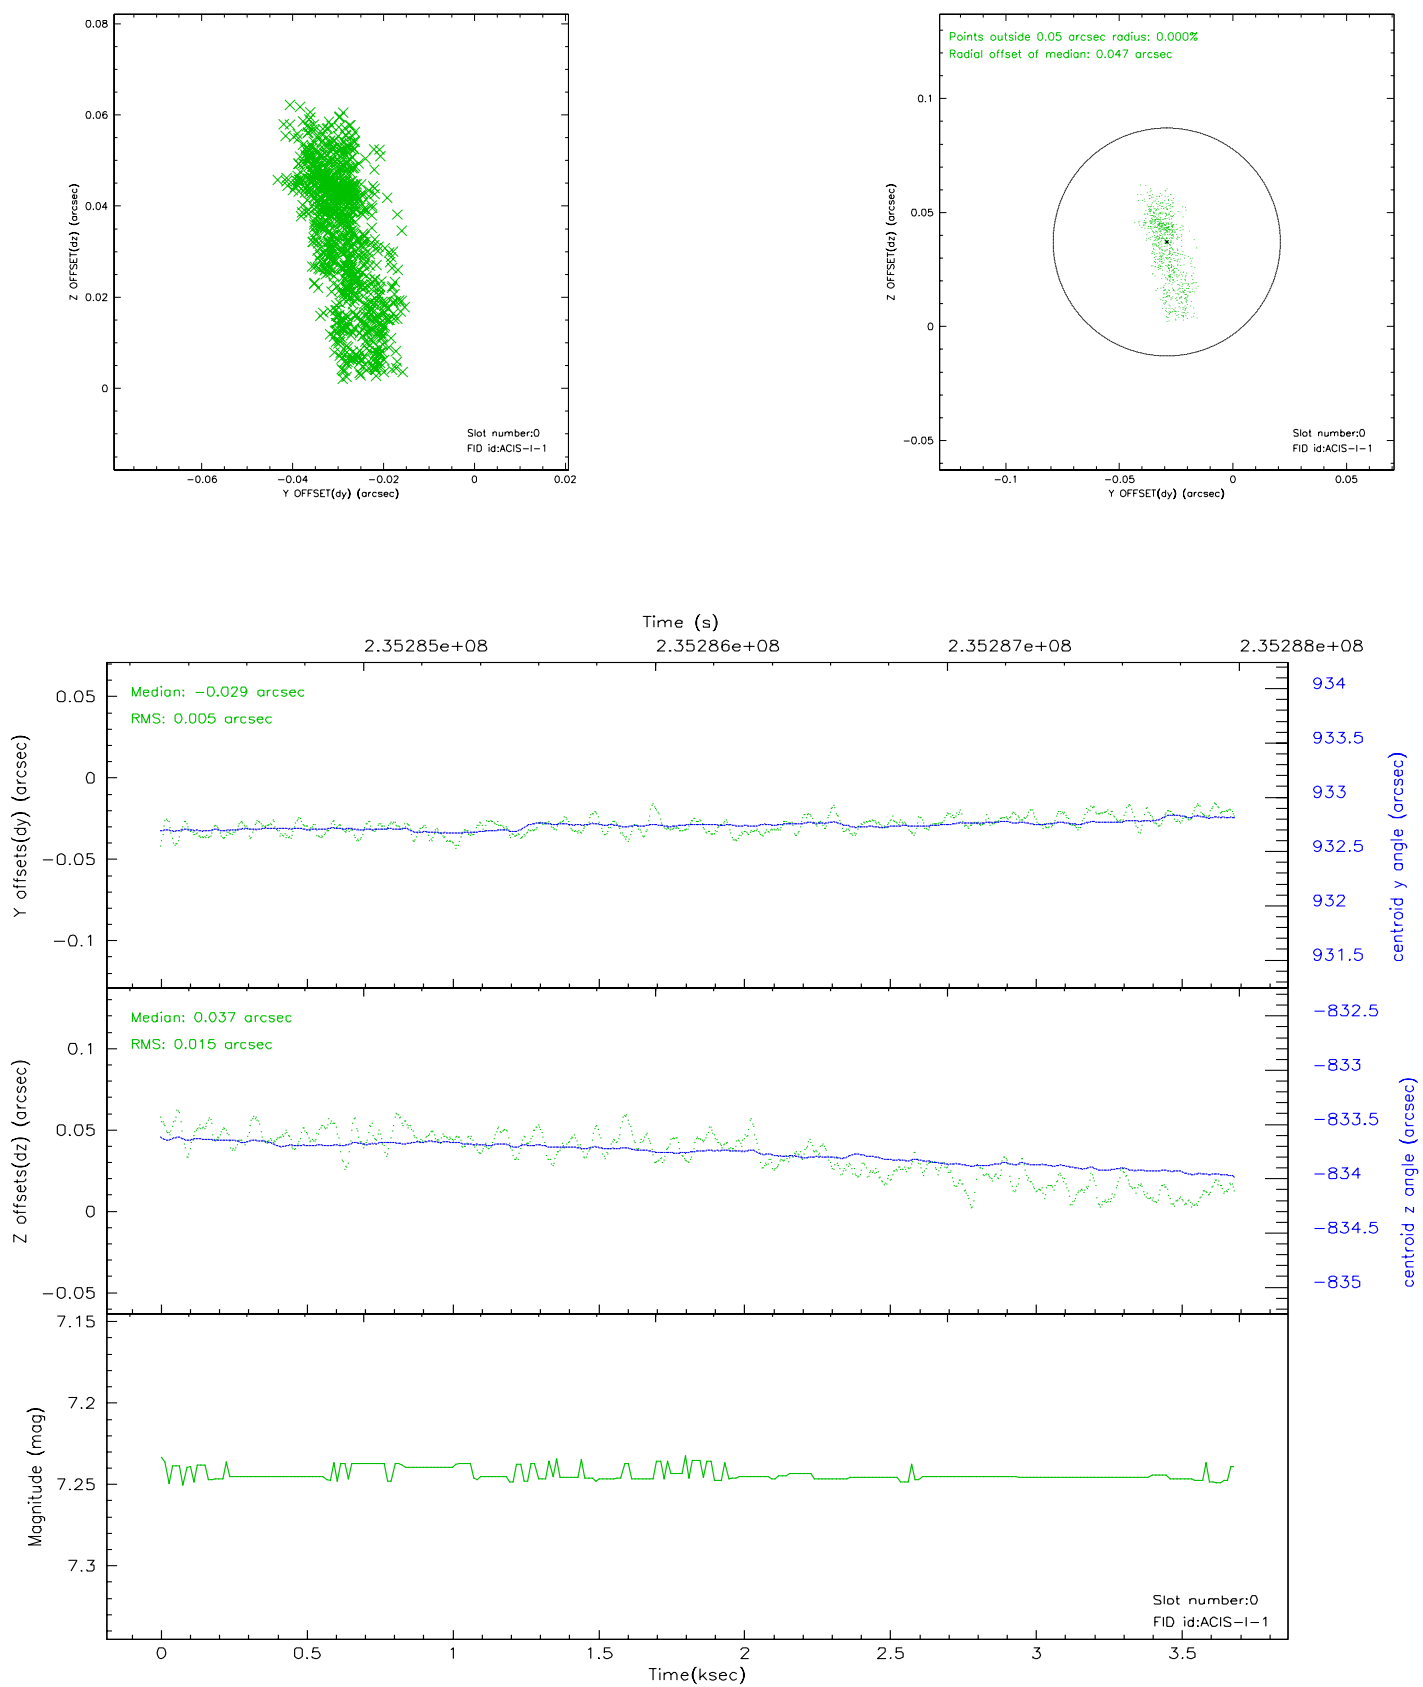 0.08
0.06
0.04
0.02
0
Z OFFSET(dz) (arcsec)
Slot number:0
FID id:ACIS-I-1
-0.06
-0.04
-0.02
0
0.02
Y OFFSET(dy) (arcsec)
Points outside 0.05 arcsec radius: 0.000%
Radial offset of median: 0.047 arcsec
0.1
0.05
0
-0.05
Z OFFSET(dz) (arcsec)
Slot number:0
FID id:ACIS-I-1
-0.1
-0.05
0
0.05
Y OFFSET(dy) (arcsec)
Time (s)
2.35285e+08
2.35286e+08
2.35287e+08
2.35288e+08
Median: -0.029 arcsec
RMS: 0.005 arcsec
0.05
0
-0.05
-0.1
Y offsets(dy) (arcsec)
934
933.5
933
932.5
932
931.5
centroid y angle (arcsec)
Median: 0.037 arcsec
RMS: 0.015 arcsec
0.1
0.05
0
-0.05
Z offsets(dz) (arcsec)
-832.5
-833
-833.5
-834
-834.5
-835
centroid z angle (arcsec)
7.15
7.2
7.25
7.3
Magnitude (mag)
Slot number:0
FID id:ACIS-I-1
0
0.5
1
1.5
2
2.5
3
3.5
Time(ksec)